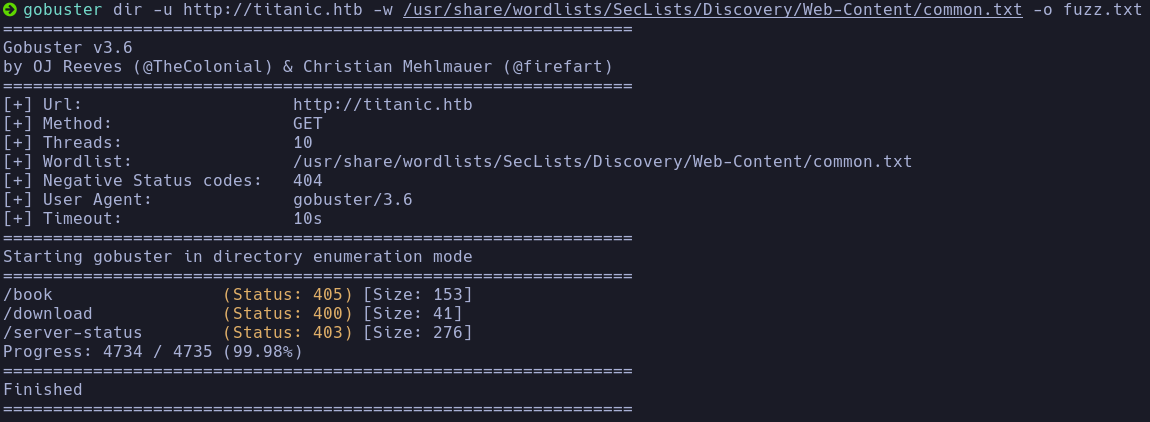 gobuster dir -u http://titanic.htb -w /usr/share/wordlists/SecLists/Discovery/Web-Content/common.txt -o fuzz.txt
===============================================================
Gobuster v3.6
by OJ Reeves (@TheColonial) & Christian Mehlmauer (@firefart)
===============================================================
[+] Url:                     http://titanic.htb
[+] Method:                  GET
[+] Threads:                 10
[+] Wordlist:                /usr/share/wordlists/SecLists/Discovery/Web-Content/common.txt
[+] Negative Status codes:   404
[+] User Agent:              gobuster/3.6
[+] Timeout:                 10s
===============================================================
Starting gobuster in directory enumeration mode
===============================================================
/book                 (Status: 405) [Size: 153]
/download             (Status: 400) [Size: 41]
/server-status        (Status: 403) [Size: 276]
Progress: 4734 / 4735 (99.98%)
===============================================================
Finished
===============================================================